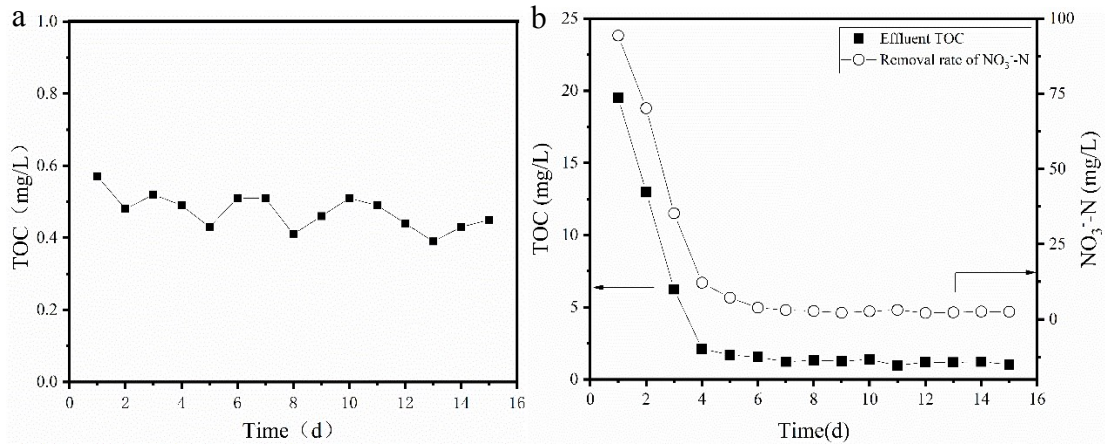 a
1.0
0.8
0.6
0.4
0.2
0.0
TOC（mg/L）
0 2 4 6 8 10 12 14 16
Time（d）
b
25
20
15
10
5
0
TOC (mg/L)
Effluent TOC
Removal rate of NO₃⁻-N
100
75
50
25
0
NO₃⁻-N (mg/L)
0 2 4 6 8 10 12 14 16
Time(d)